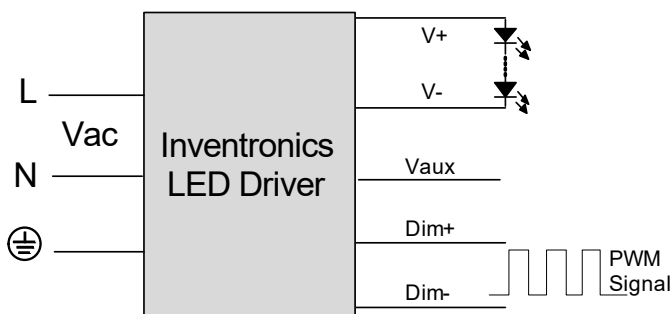 L
Vac
N
Inventronics
LED Driver
V+
V-
Vaux
Dim+
Dim-
PWM
Signal